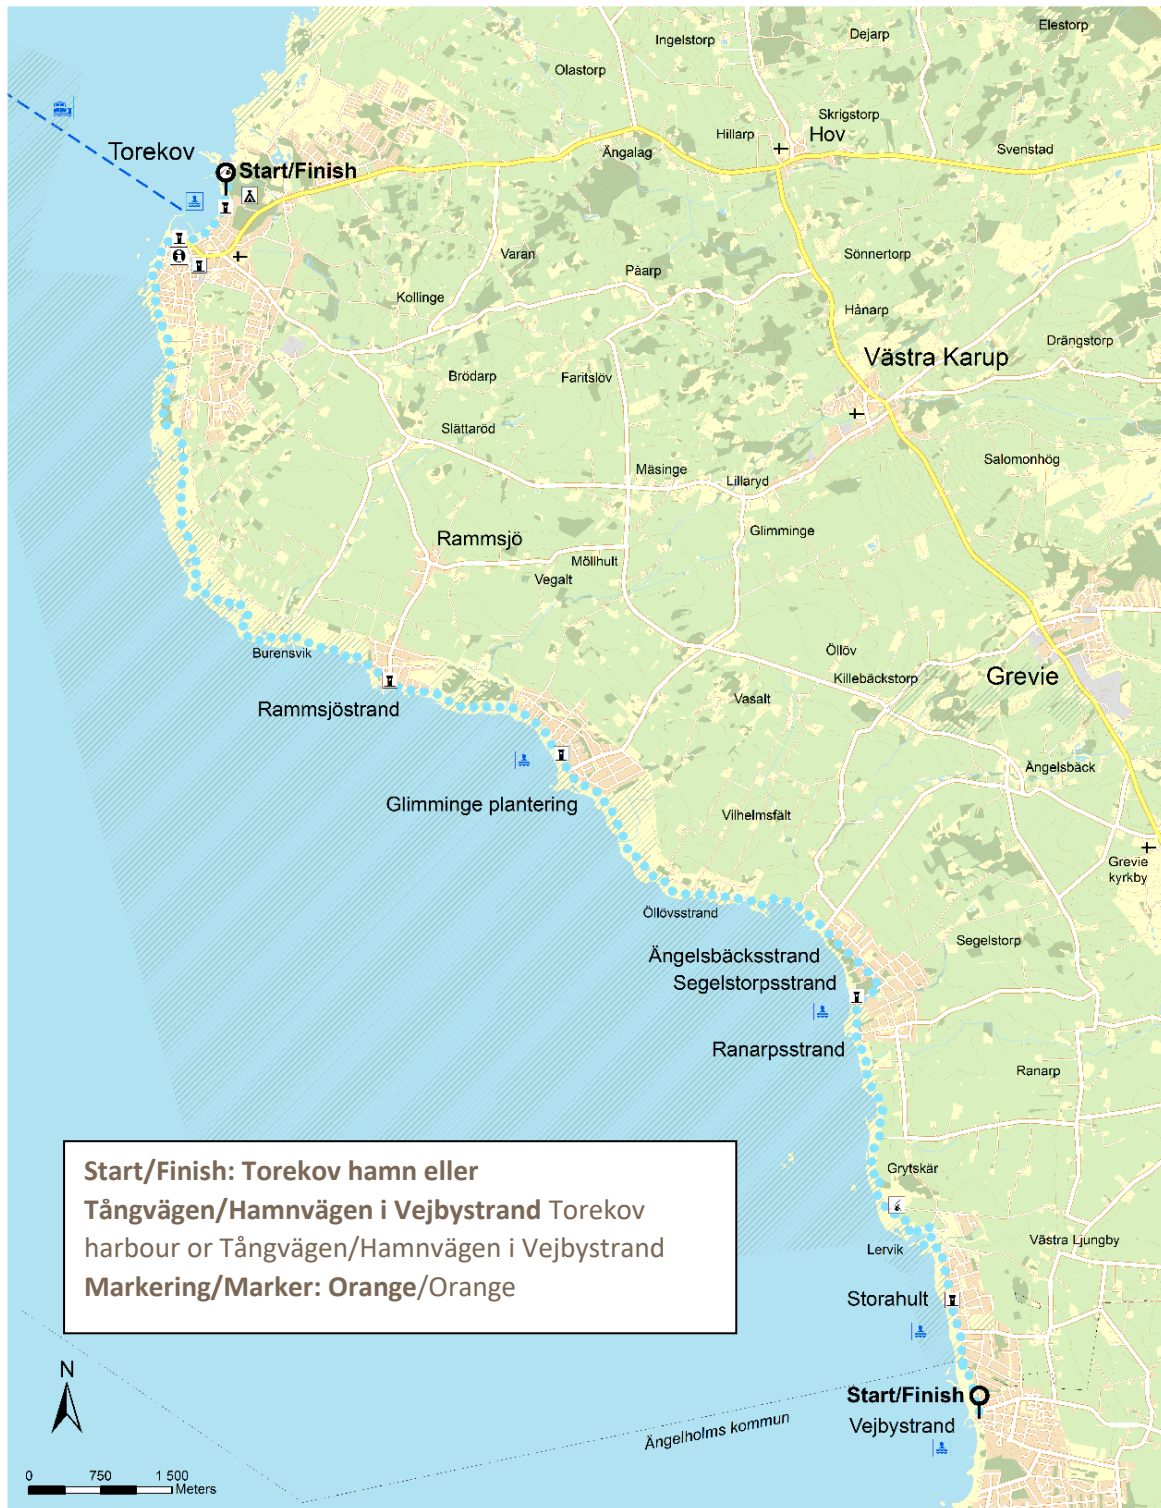 Elestorp
Dejarp
Ingelstorp
Olastorp
Skrigstorp
Hillarp
Hov
Svenstad
Ängalag
Torekov
Start/Finish
Varan
Sönnertorp
Påarp
Kollinge
Hånarp
Drängstorp
Västra Karup
Brödarp
Faritslöv
Slättaröd
Salomonhög
Mäsinge
Lillaryd
Glimminge
Rammsjö
Möllhult
Vegalt
Burensvik
Öllöv
Killebäckstorp
Grevie
Vasalt
Rammsjöstrand
Ängelsbäck
Glimminge plantering
Vilhelmsfält
Grevie
kyrkby
Öllövsstrand
Segelstorp
Ängelsbäcksstrand
Segelstorpsstrand
Ranarpsstrand
Ranarp
Grytskär
Västra Ljungby
Lervik
Storahult
Start/Finish: Torekov hamn eller
Tångvägen/Hamnvägen i Vejbystrand Torekov
harbour or Tångvägen/Hamnvägen i Vejbystrand
Markering/Marker: Orange/Orange
N
Start/Finish
Vejbystrand
Ängelholms kommun
0 750 1 500
Meters